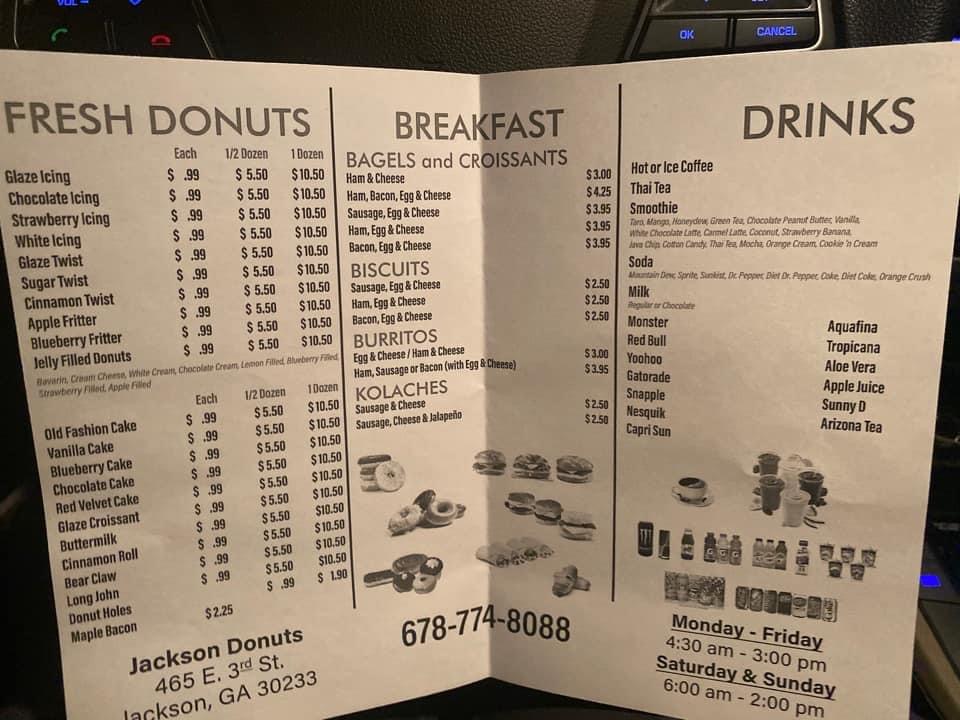 VOL —
OK
CANCEL
FRESH DONUTS
Each 1/2 Dozen 1 Dozen
Glaze Icing $ .99 $ 5.50 $10.50
Chocolate Icing $ .99 $ 5.50 $10.50
Strawberry Icing $ .99 $ 5.50 $10.50
White Icing $ .99 $ 5.50 $10.50
Glaze Twist $ .99 $ 5.50 $10.50
Sugar Twist $ .99 $ 5.50 $10.50
Cinnamon Twist $ .99 $ 5.50 $10.50
Apple Fritter $ .99 $ 5.50 $10.50
Blueberry Fritter $ .99 $ 5.50 $10.50
Jelly Filled Donuts $ .99 $ 5.50 $10.50
Bavarin, Cream Cheese, White Cream, Chocolate Cream, Lemon Filled, Blueberry Filled,
Strawberry Filled, Apple Filled
Each 1/2 Dozen 1 Dozen
Old Fashion Cake $ .99 $5.50 $10.50
Vanilla Cake $ .99 $5.50 $10.50
Blueberry Cake $ .99 $5.50 $10.50
Chocolate Cake $ .99 $5.50 $10.50
Red Velvet Cake $ .99 $5.50 $10.50
Glaze Croissant $ .99 $5.50 $10.50
Buttermilk $ .99 $5.50 $10.50
Cinnamon Roll $ .99 $5.50 $10.50
Bear Claw $ .99 $5.50 $10.50
Long John $ .99 $5.50 $10.50
Donut Holes $ .99 $ 1.90
Maple Bacon $2.25
Jackson Donuts
465 E. 3rd St.
Jackson, GA 30233
BREAKFAST
BAGELS and CROISSANTS
Ham & Cheese $3.00
Ham, Bacon, Egg & Cheese $4.25
Sausage, Egg & Cheese $3.95
Ham, Egg & Cheese $3.95
Bacon, Egg & Cheese $3.95
BISCUITS
Sausage, Egg & Cheese $2.50
Ham, Egg & Cheese $2.50
Bacon, Egg & Cheese $2.50
BURRITOS
Egg & Cheese / Ham & Cheese $3.00
Ham, Sausage or Bacon (with Egg & Cheese) $3.95
KOLACHES
Sausage & Cheese $2.50
Sausage, Cheese & Jalapeño $2.50
678-774-8088
DRINKS
Hot or Ice Coffee
Thai Tea
Smoothie
Taro, Mango, Honeydew, Green Tea, Chocolate Peanut Butter, Vanilla,
White Chocolate Latte, Carmel Latte, Coconut, Strawberry Banana,
Java Chip, Cotton Candy, Thai Tea, Mocha, Orange Cream, Cookie 'n Cream
Soda
Mountain Dew, Sprite, Sunkist, Dr. Pepper, Diet Dr. Pepper, Coke, Diet Coke, Orange Crush
Milk
Regular or Chocolate
Monster
Red Bull
Yoohoo
Gatorade
Snapple
Nesquik
Capri Sun
Aquafina
Tropicana
Aloe Vera
Apple Juice
Sunny D
Arizona Tea
Monday - Friday
4:30 am - 3:00 pm
Saturday & Sunday
6:00 am - 2:00 pm